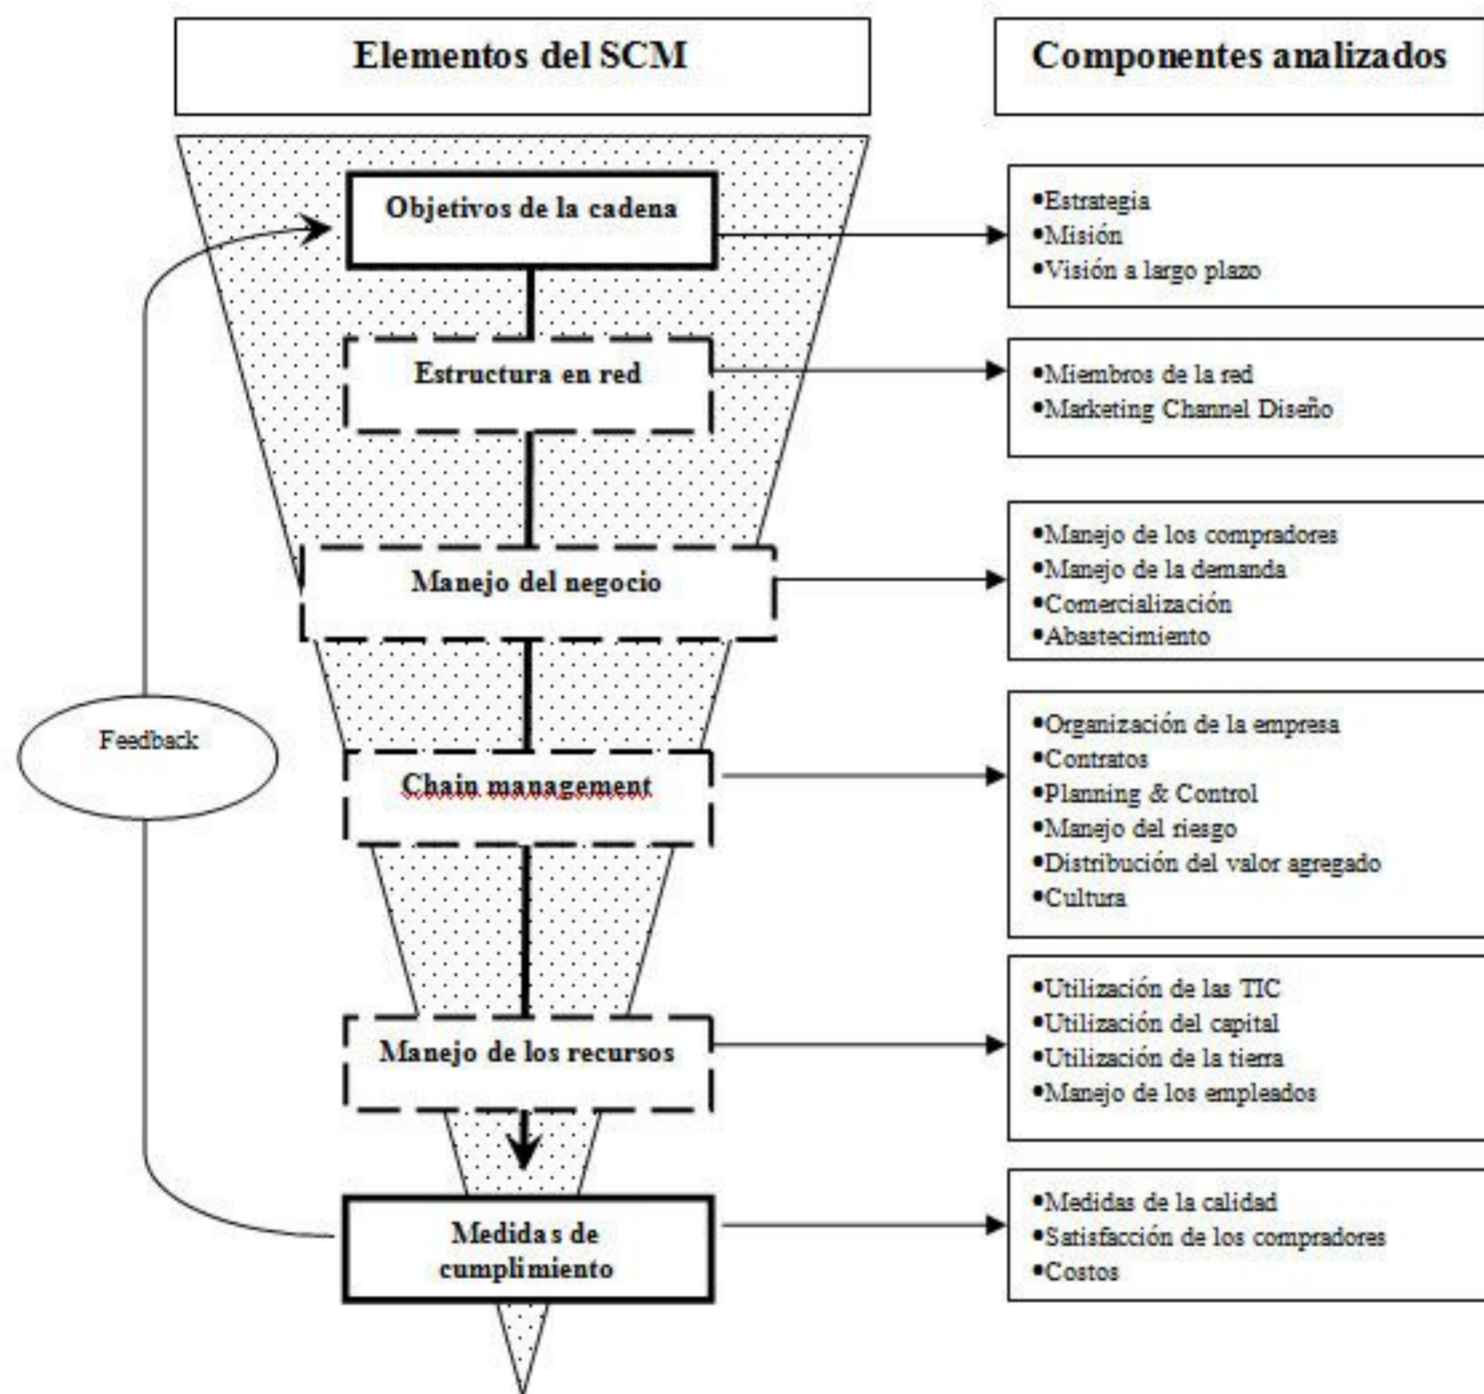 Elementos del SCM
Componentes analizados
Objetivos de la cadena
•Estrategia
•Misión
•Visión a largo plazo
Estructura en red
•Miembros de la red
•Marketing Channel Diseño
Manejo del negocio
•Manejo de los compradores
•Manejo de la demanda
•Comercialización
•Abastecimiento
Feedback
Chain management
•Organización de la empresa
•Contratos
•Planning & Control
•Manejo del riesgo
•Distribución del valor agregado
•Cultura
Manejo de los recursos
•Utilización de las TIC
•Utilización del capital
•Utilización de la tierra
•Manejo de los empleados
Medidas de
cumplimiento
•Medidas de la calidad
•Satisfacción de los compradores
•Costos